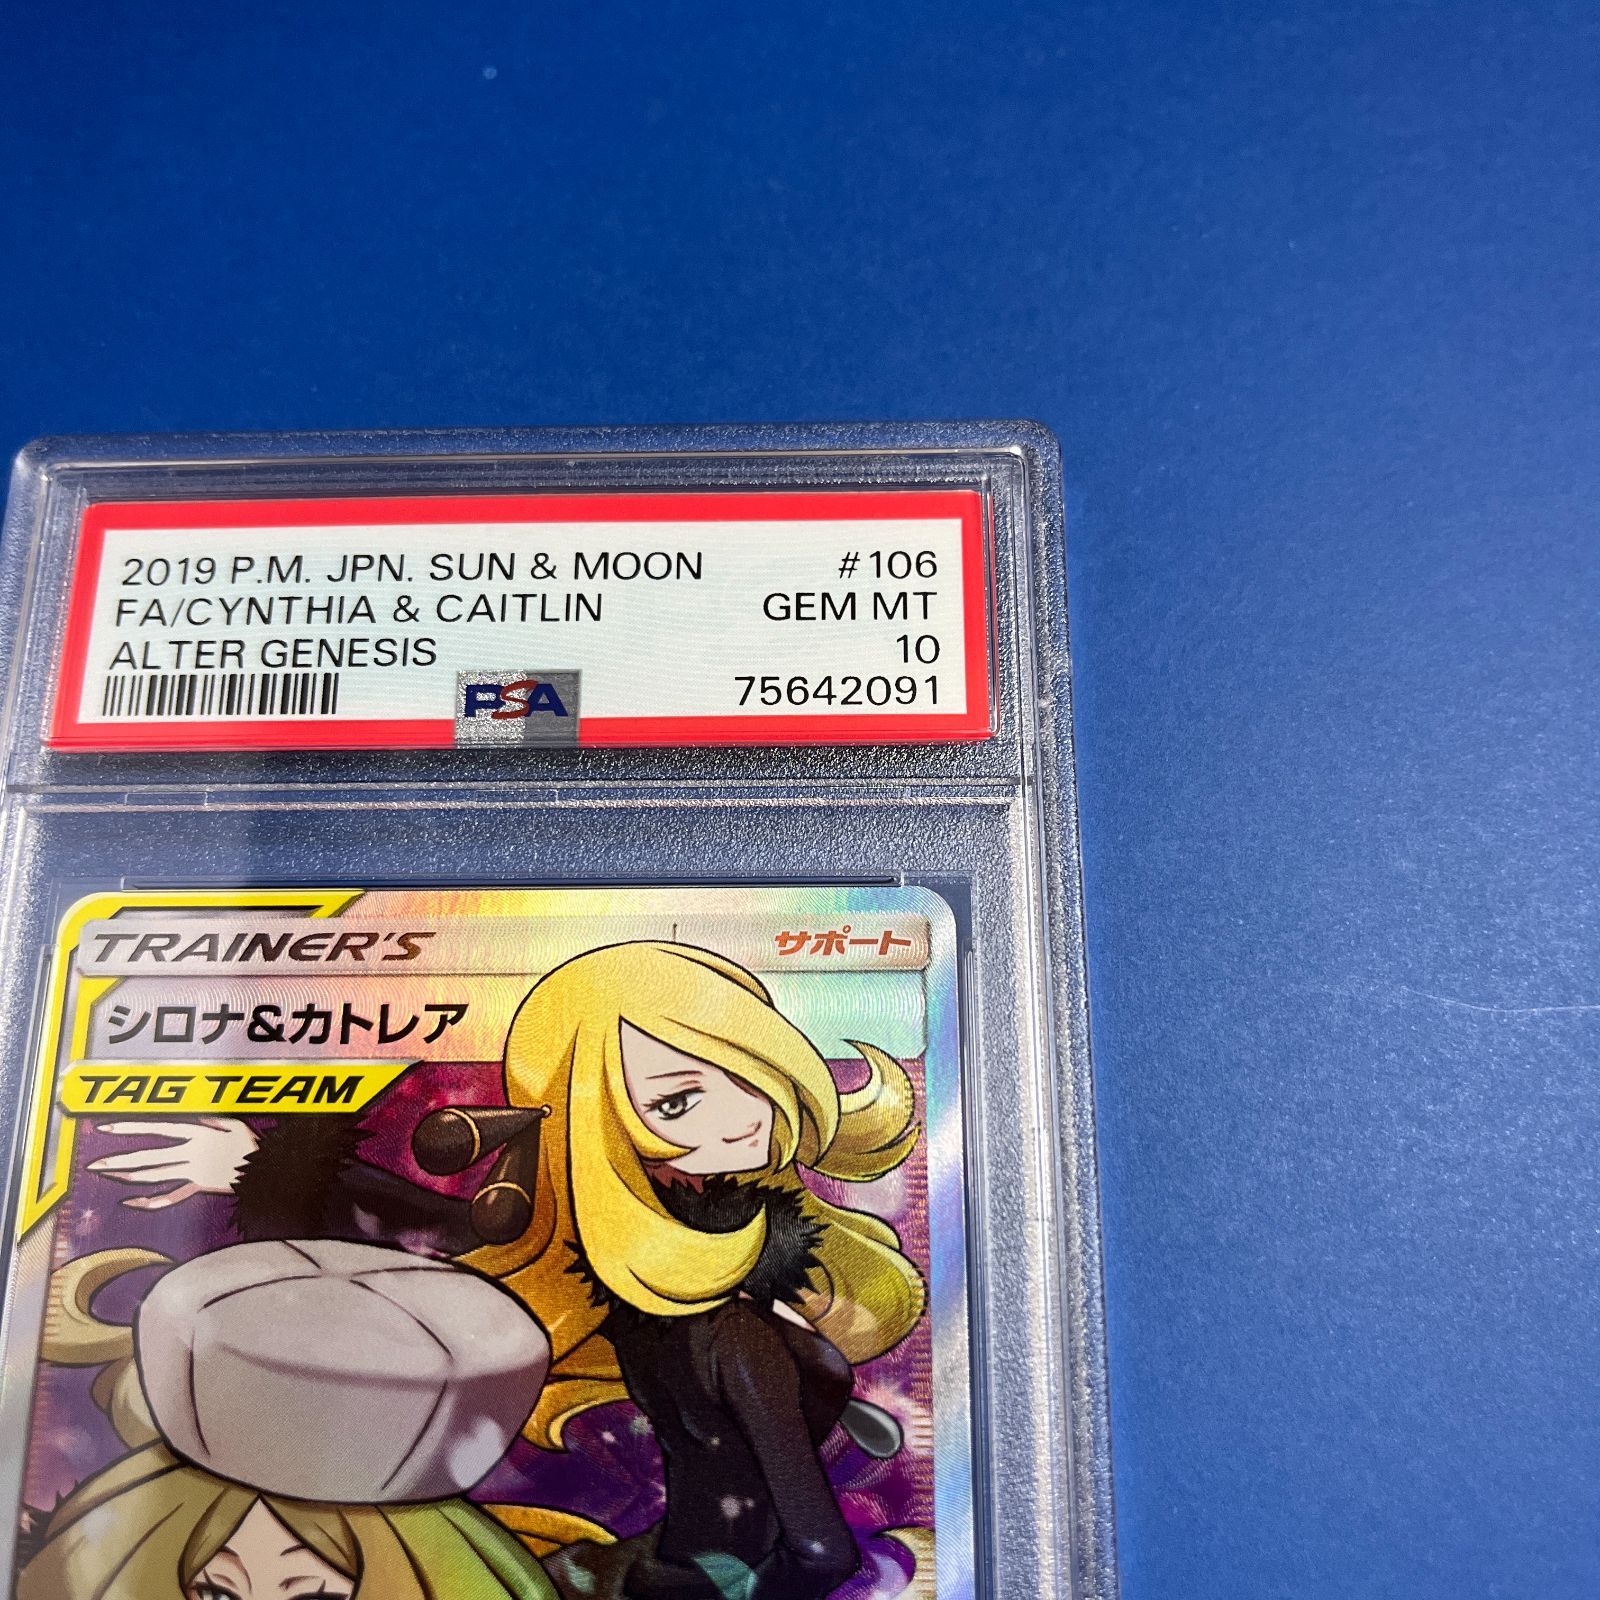 2019 P.M. JPN. SUN & MOON #106
FA/CYNTHIA & CAITLIN GEM MT
ALTER GENESIS 10
PSA 75642091
TRAINER'S サポート
シロナ&カトレア
TAG TEAM